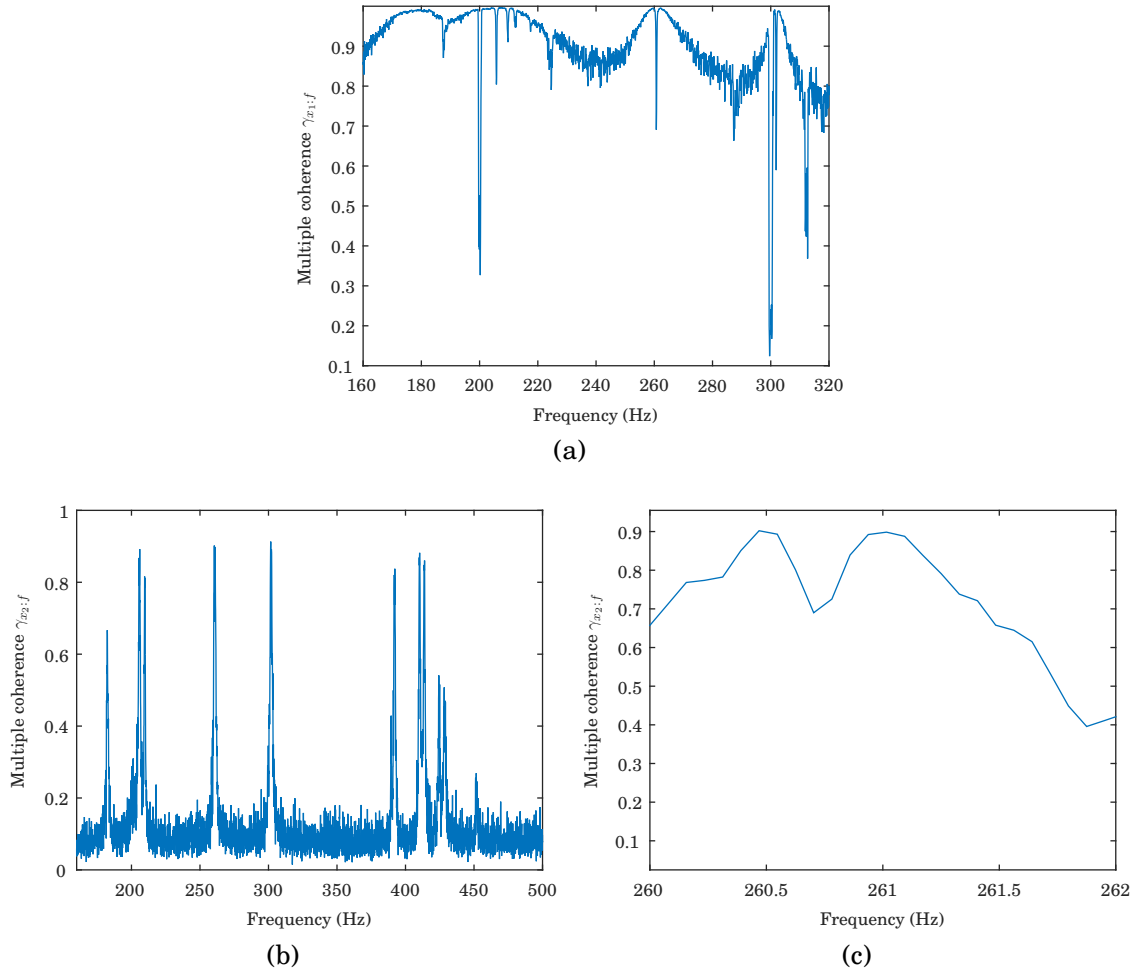 Multiple coherence γx₁:f
0.9
0.8
0.7
0.6
0.5
0.4
0.3
0.2
0.1
160 180 200 220 240 260 280 300 320
Frequency (Hz)
(a)
Multiple coherence γx₂:f
1
0.8
0.6
0.4
0.2
0
200 250 300 350 400 450 500
Frequency (Hz)
(b)
Multiple coherence γx₂:f
0.9
0.8
0.7
0.6
0.5
0.4
0.3
0.2
0.1
260 260.5 261 261.5 262
Frequency (Hz)
(c)